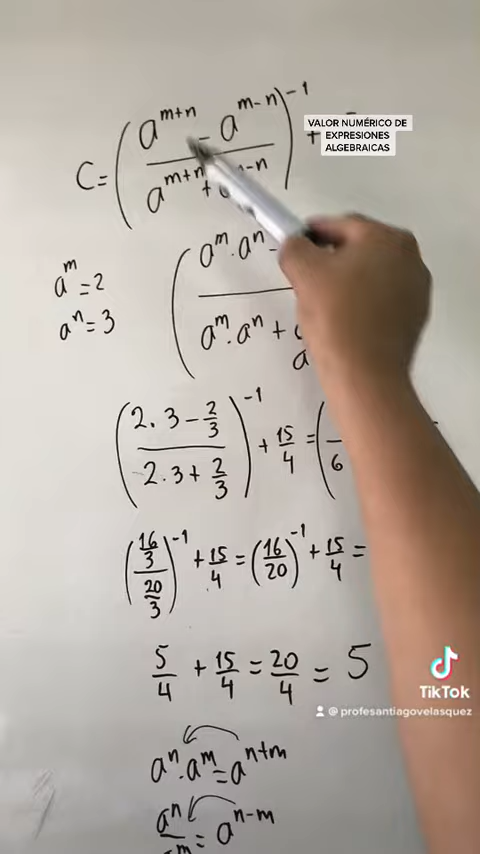 C = (a^{m+n} - a^{m-n} / a^{m+n} + a^{m-n})^{-1} +
VALOR NUMÉRICO DE
EXPRESIONES
ALGEBRAICAS
a^m = 2
a^n = 3
(a^m . a^n - / a^m . a^n +
(2 . 3 - 2/3 / 2 . 3 + 2/3)^{-1} + 15/4 = ( / 6
(16/3 / 20/3)^{-1} + 15/4 = (16/20)^{-1} + 15/4 =
5/4 + 15/4 = 20/4 = 5
TikTok
@profesantiagovelasquez
a^n . a^m = a^{n+m}
a^n / a^m = a^{n-m}